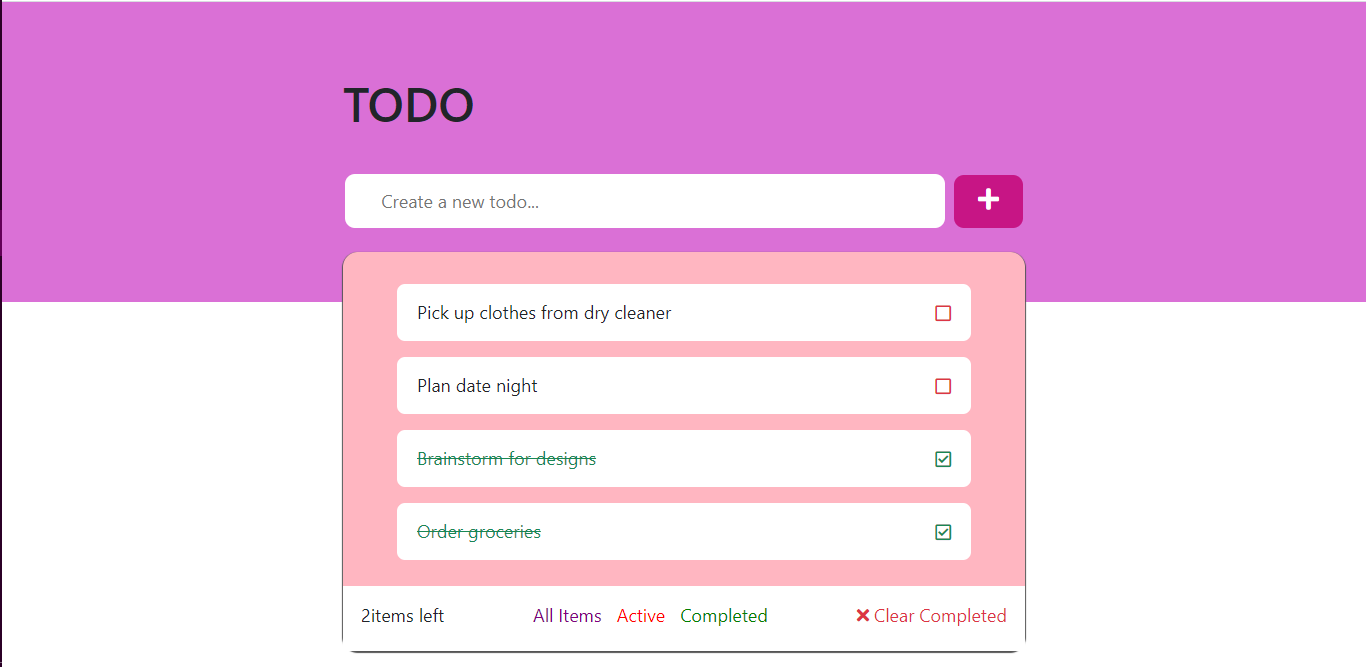 TODO
Create a new todo...
Pick up clothes from dry cleaner
Plan date night
Brainstorm for designs
Order groceries
2items left All Items Active Completed Clear Completed